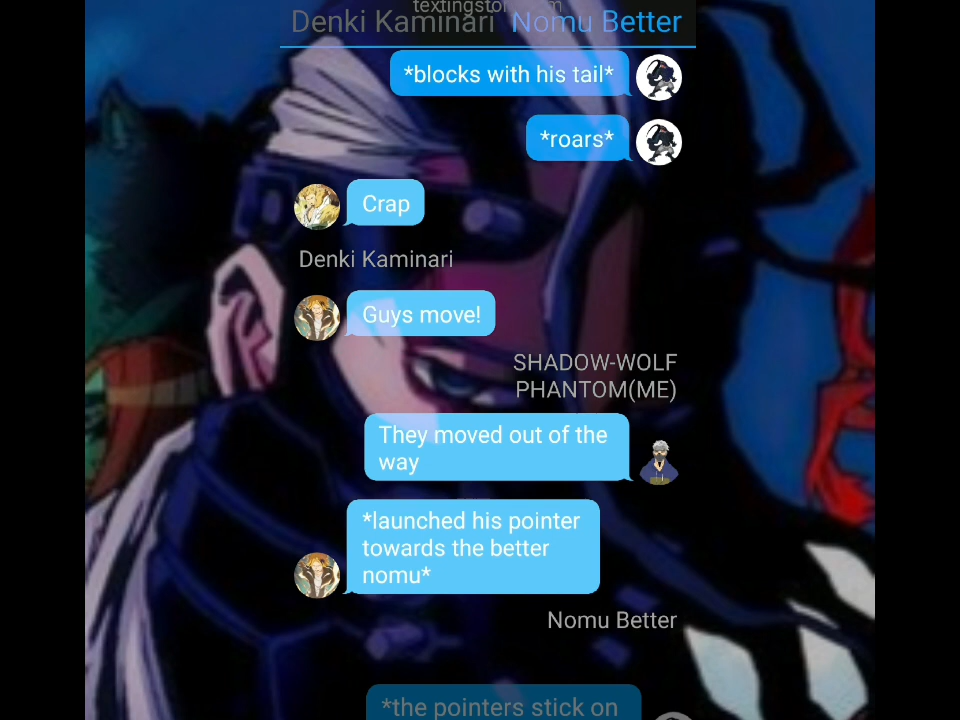 Denki Kaminari Nomu Better
*blocks with his tail*
*roars*
Crap
Denki Kaminari
Guys move!
SHADOW-WOLF
PHANTOM(ME)
They moved out of the
way
*launched his pointer
towards the better
nomu*
Nomu Better
*the pointers stick on